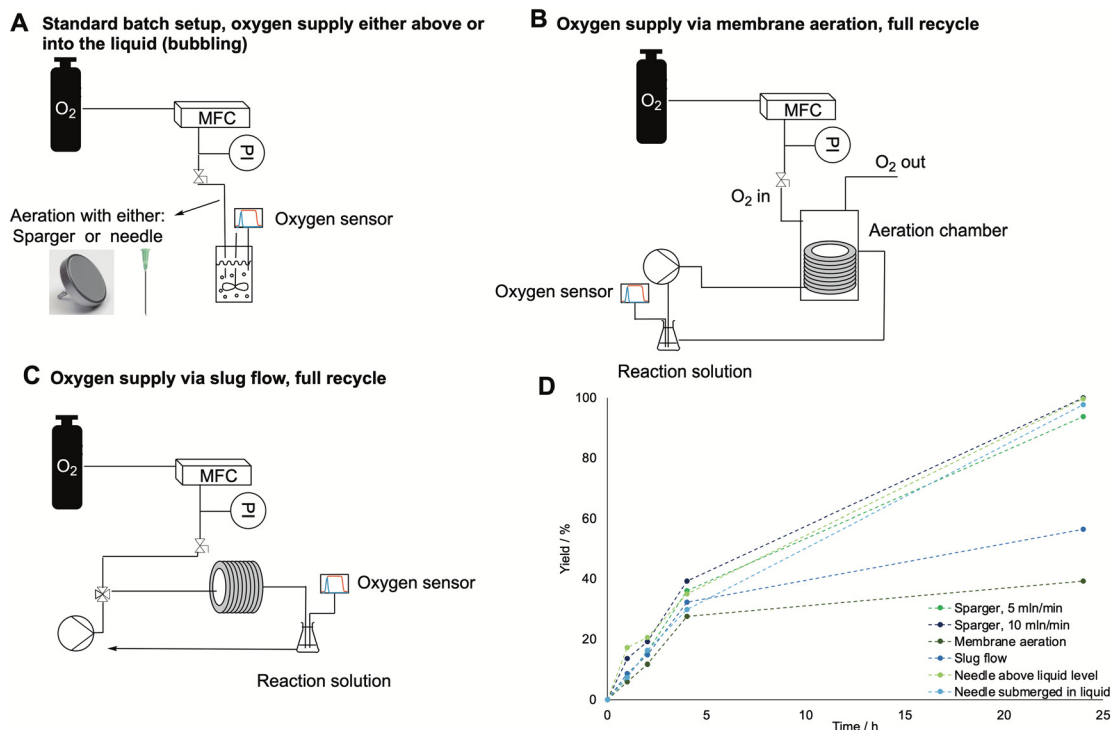 A Standard batch setup, oxygen supply either above or
into the liquid (bubbling)
O2
MFC
PI
Aeration with either:
Sparger or needle
Oxygen sensor
B Oxygen supply via membrane aeration, full recycle
O2
MFC
PI
O2 in
O2 out
Aeration chamber
Oxygen sensor
Reaction solution
C Oxygen supply via slug flow, full recycle
O2
MFC
PI
Oxygen sensor
Reaction solution
D
Yield / %
100
80
60
40
20
0
0 5 10 15 20 25
Time / h
Sparger, 5 mln/min
Sparger, 10 mln/min
Membrane aeration
Slug flow
Needle above liquid level
Needle submerged in liquid